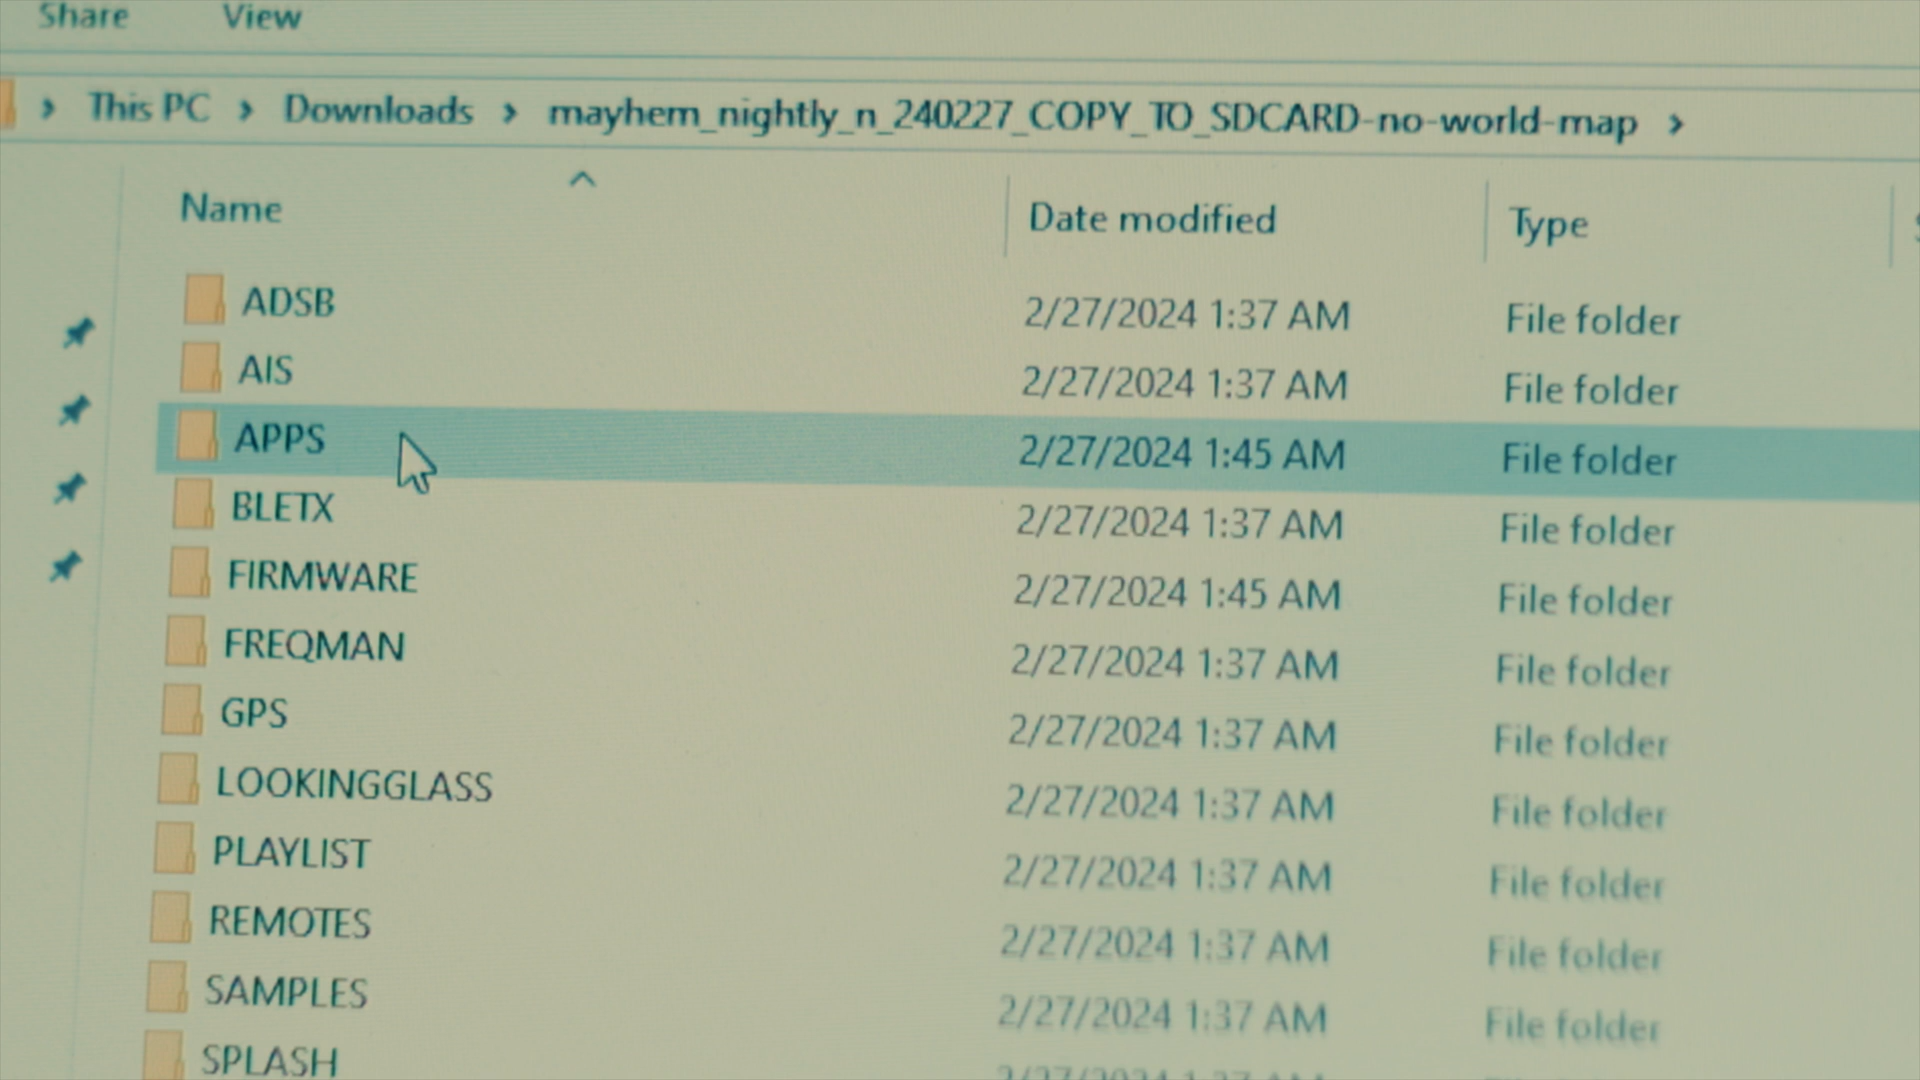 Share View
This PC > Downloads > mayhem_nightly_n_240227_COPY_TO_SDCARD-no-world-map >
Name Date modified Type
ADSB 2/27/2024 1:37 AM File folder
AIS 2/27/2024 1:37 AM File folder
APPS 2/27/2024 1:45 AM File folder
BLETX 2/27/2024 1:37 AM File folder
FIRMWARE 2/27/2024 1:45 AM File folder
FREQMAN 2/27/2024 1:37 AM File folder
GPS 2/27/2024 1:37 AM File folder
LOOKINGGLASS 2/27/2024 1:37 AM File folder
PLAYLIST 2/27/2024 1:37 AM File folder
REMOTES 2/27/2024 1:37 AM File folder
SAMPLES 2/27/2024 1:37 AM File folder
SPLASH